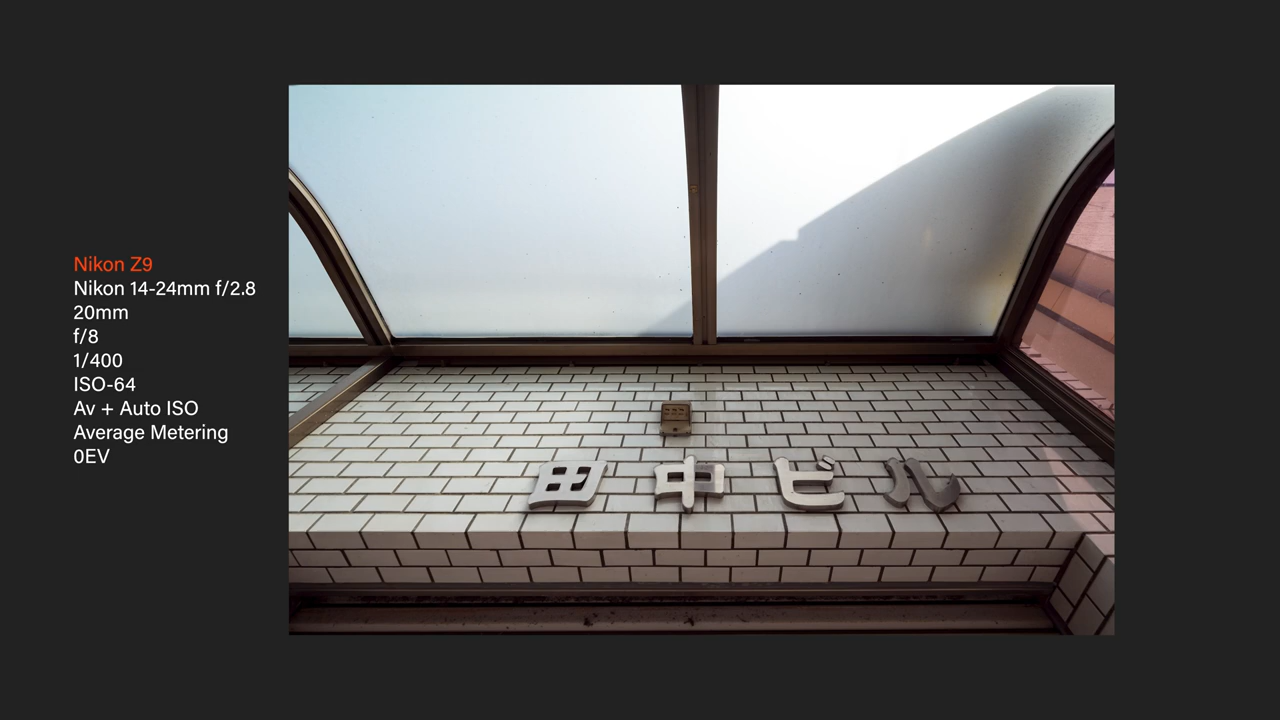 Nikon Z9
Nikon 14-24mm f/2.8
20mm
f/8
1/400
ISO-64
Av + Auto ISO
Average Metering
0EV
田中ビル